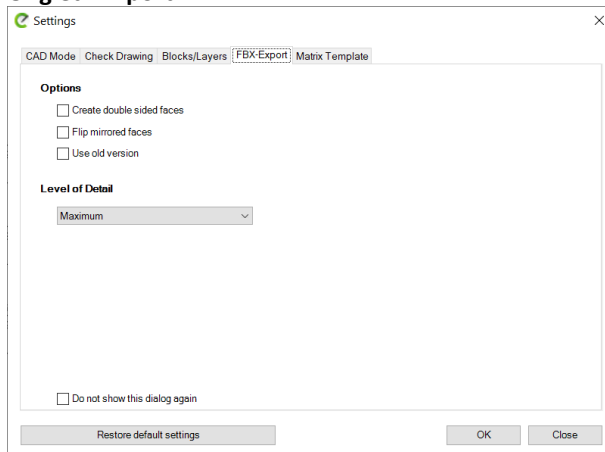 Settings
CAD Mode Check Drawing Blocks/Layers FBX-Export Matrix Template
Options
Create double sided faces
Flip mirrored faces
Use old version
Level of Detail
Maximum
Do not show this dialog again
Restore default settings OK Close